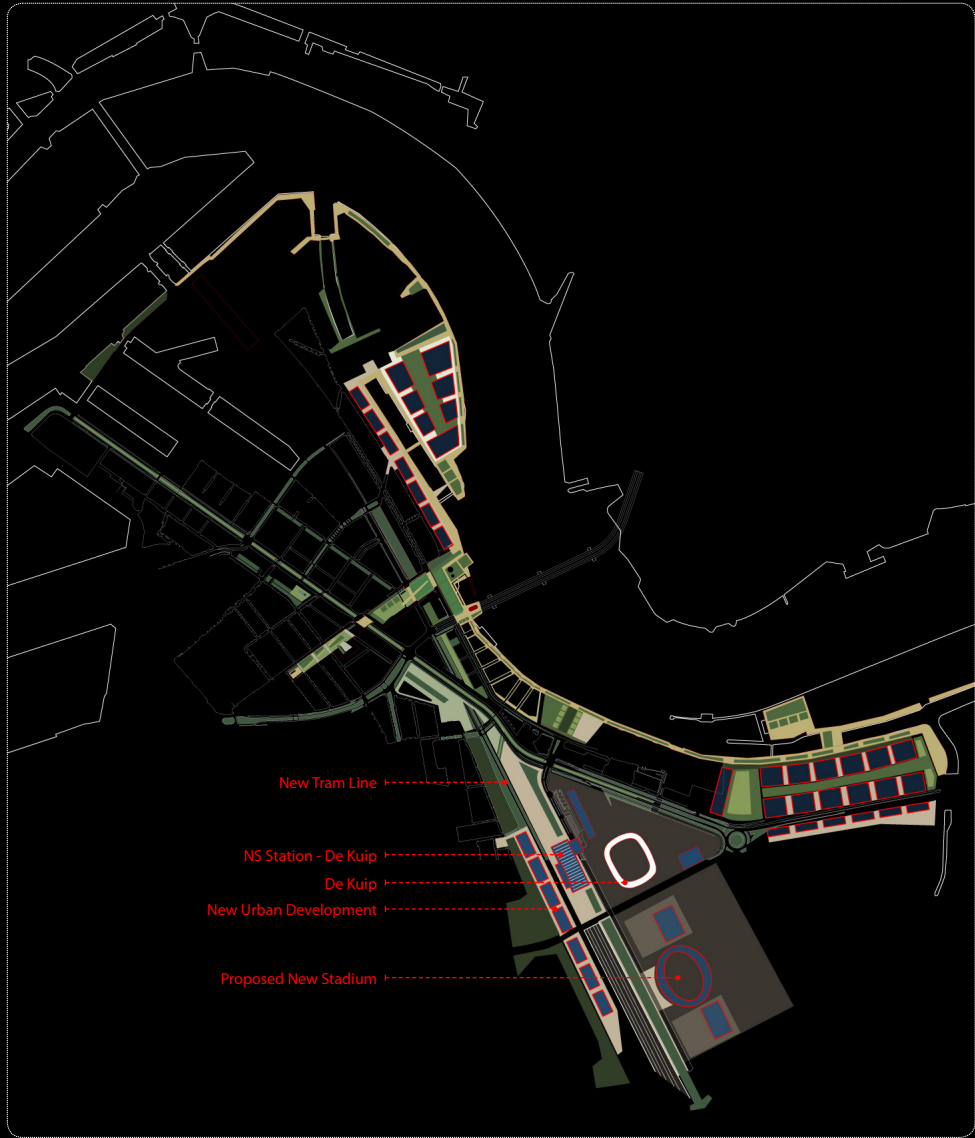 New Tram Line
NS Station - De Kuip
De Kuip
New Urban Development
Proposed New Stadium